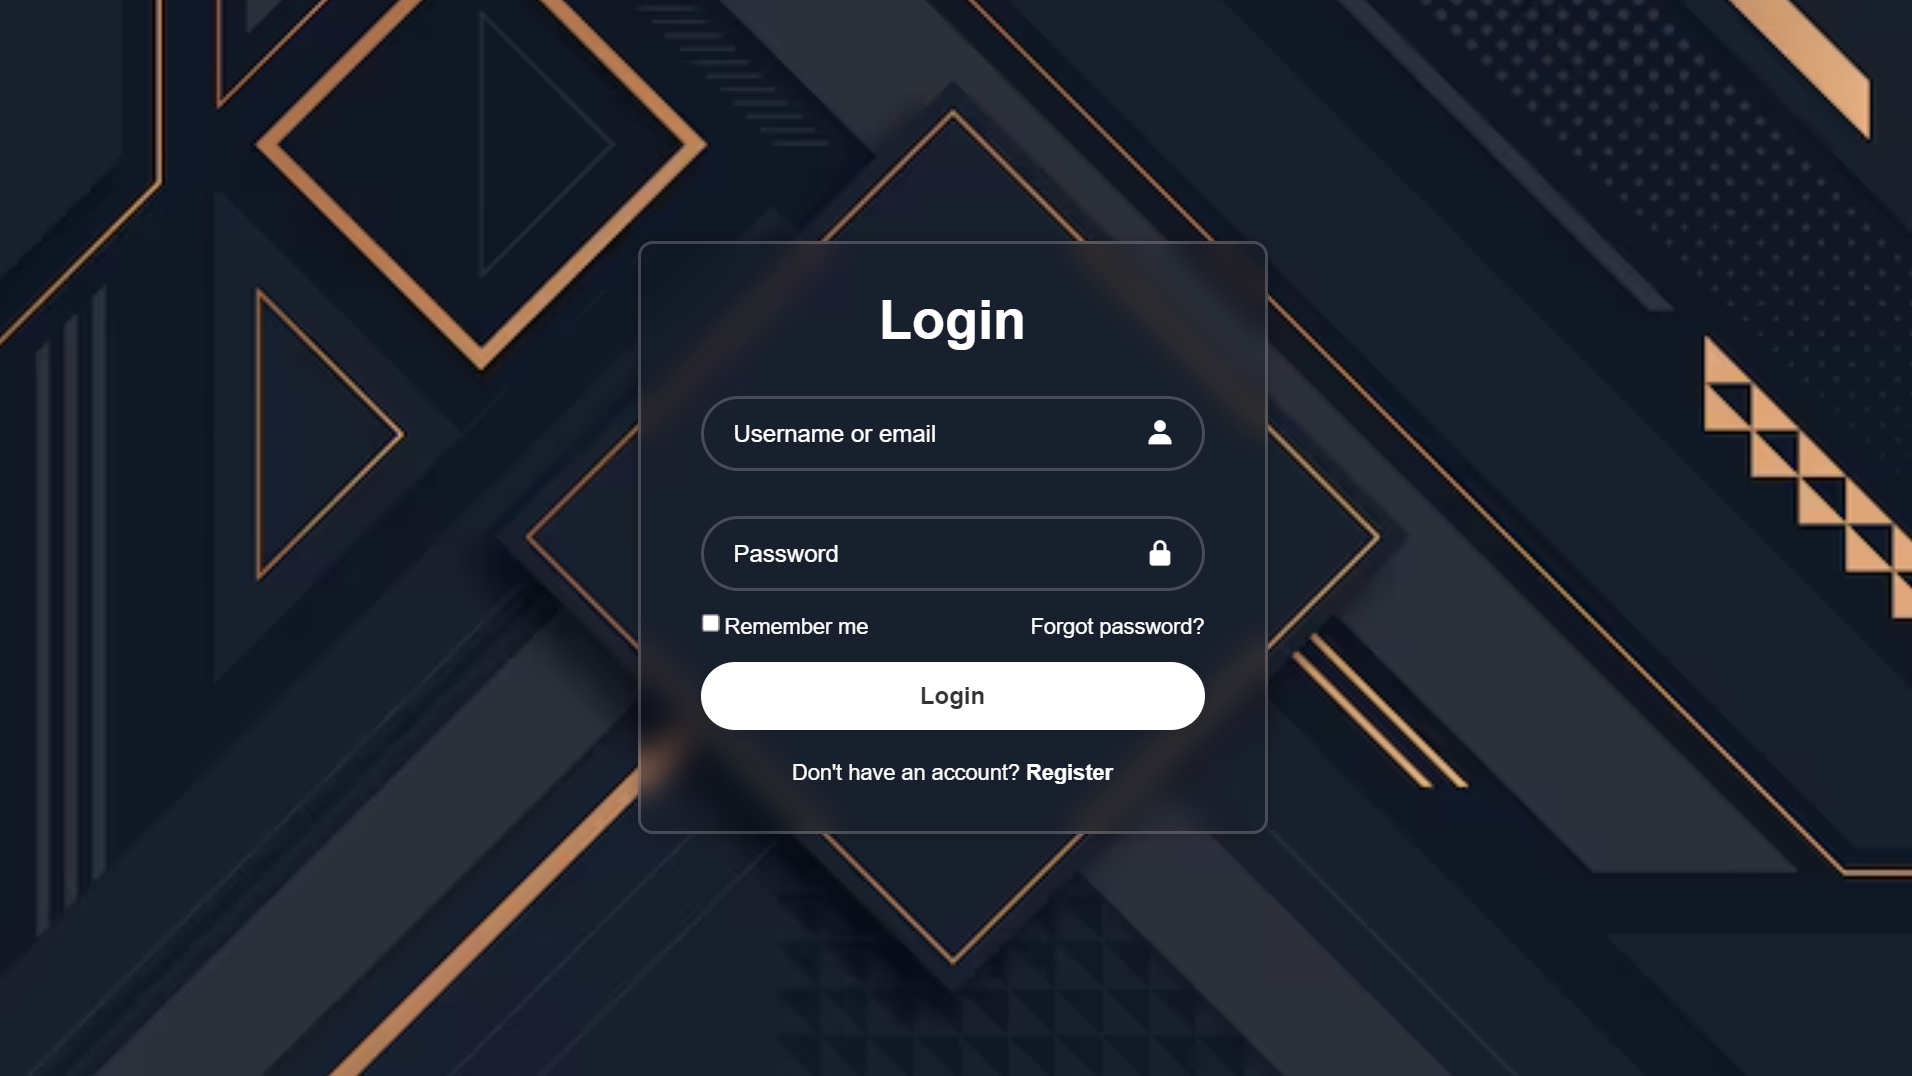 Login
Username or email
Password
Remember me
Forgot password?
Login
Don't have an account? Register